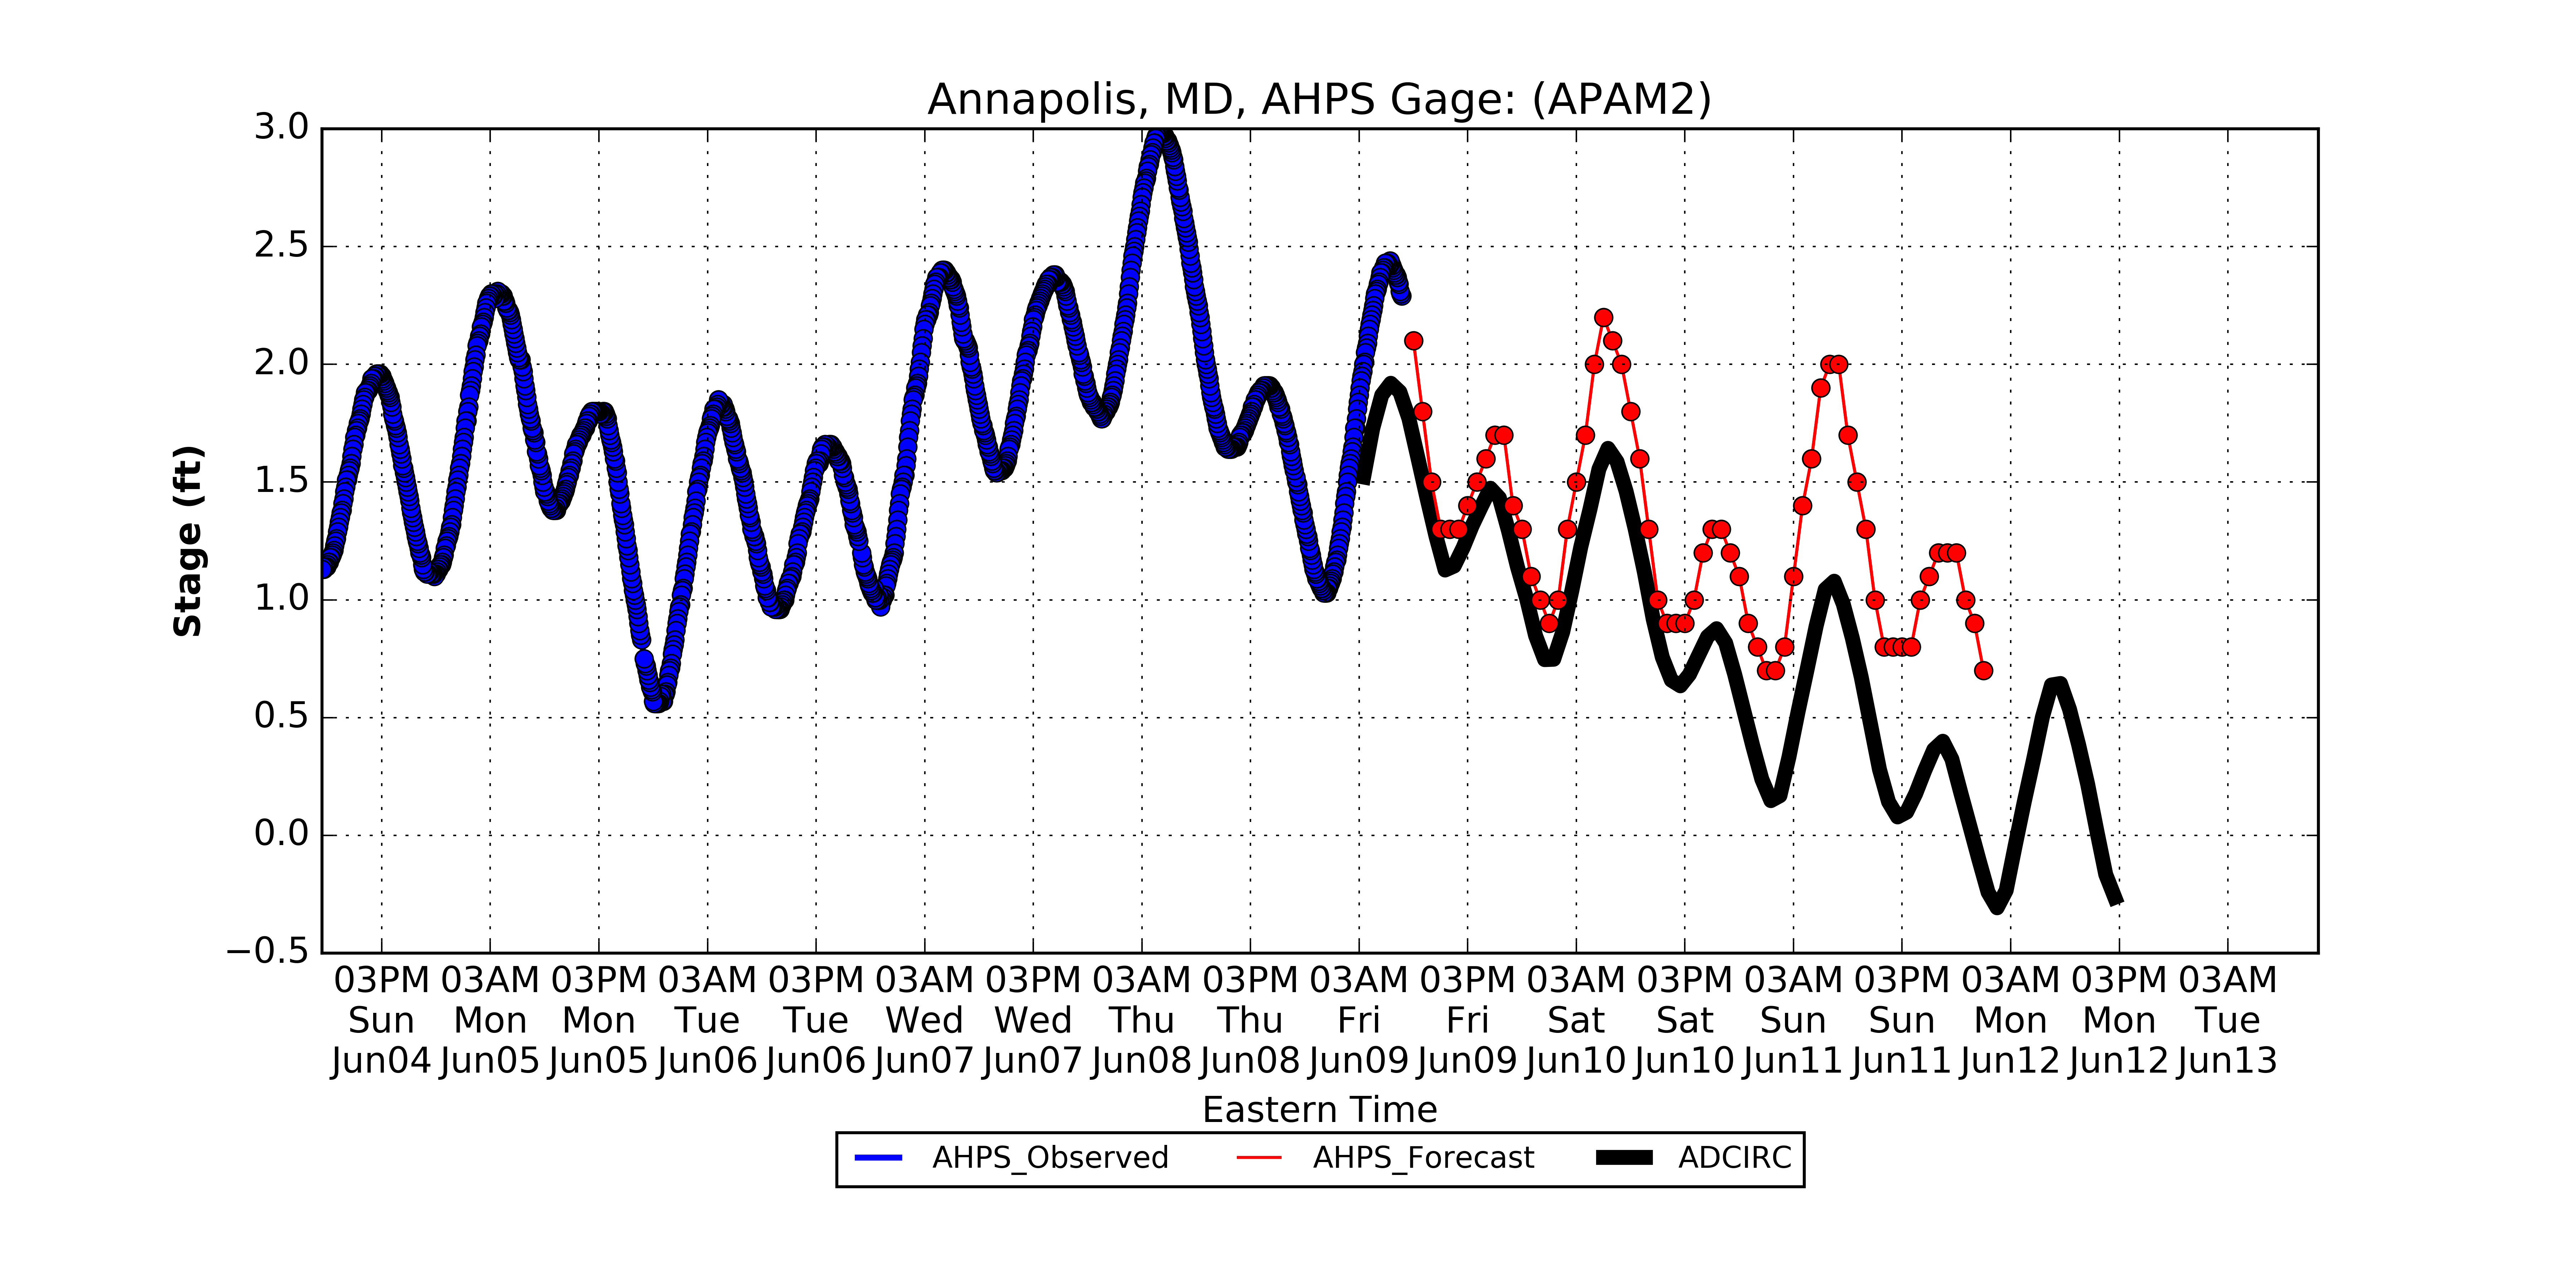 Annapolis, MD, AHPS Gage: (APAM2)
3.0
2.5
2.0
1.5
1.0
0.5
0.0
−0.5
Stage (ft)
03PM 03AM 03PM 03AM 03PM 03AM 03PM 03AM 03PM 03AM 03PM 03AM 03PM 03AM 03PM 03AM 03PM 03AM
Sun Mon Mon Tue Tue Wed Wed Thu Thu Fri Fri Sat Sat Sun Sun Mon Mon Tue
Jun04 Jun05 Jun05 Jun06 Jun06 Jun07 Jun07 Jun08 Jun08 Jun09 Jun09 Jun10 Jun10 Jun11 Jun11 Jun12 Jun12 Jun13
Eastern Time
AHPS_Observed AHPS_Forecast ADCIRC